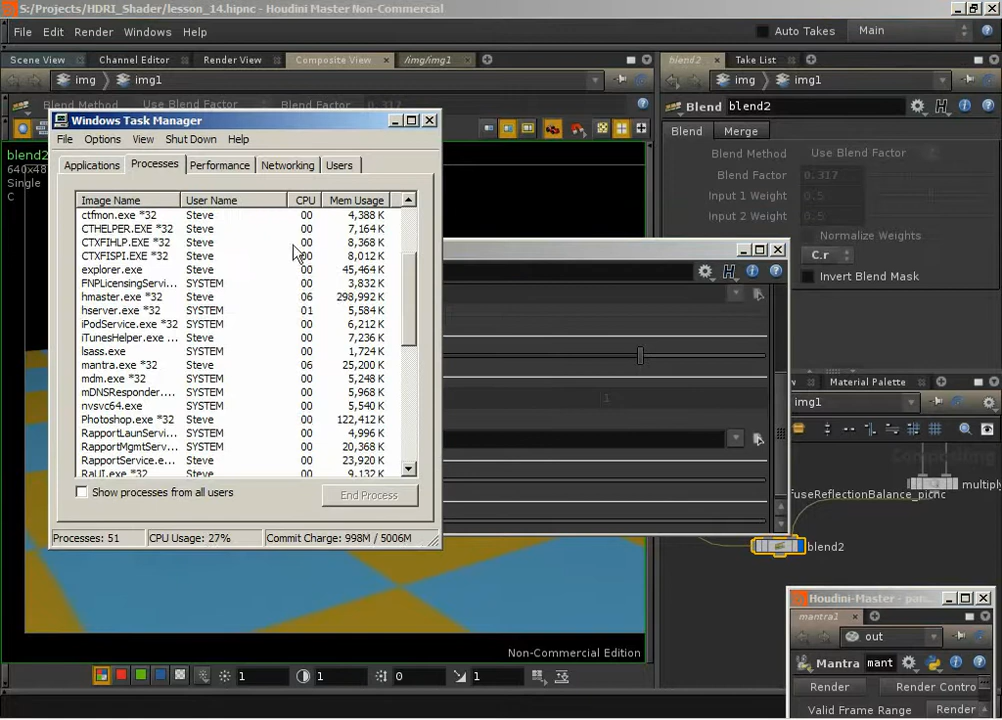 S:/Projects/HDRI_Shader/lesson_14.hipnc - Houdini Master Non-Commercial
File Edit Render Windows Help Auto Takes Main
Scene View Channel Editor Render View Composite View /img/img1
img img1
Blend Method Use Blend Factor Blend Factor 0.317
blend2
640x48
Single
C
Windows Task Manager
File Options View Shut Down Help
Applications Processes Performance Networking Users
Image Name User Name CPU Mem Usage
ctfmon.exe *32 Steve 00 4,388 K
CTHELPER.EXE *32 Steve 00 7,164 K
CTXFIHLP.EXE *32 Steve 00 8,368 K
CTXFISPI.EXE *32 Steve 00 8,012 K
explorer.exe Steve 00 45,464 K
FNPLicensingServi... SYSTEM 00 3,832 K
hmaster.exe *32 Steve 06 298,992 K
hserver.exe *32 SYSTEM 01 5,584 K
iPodService.exe *32 SYSTEM 00 6,212 K
iTunesHelper.exe ... Steve 00 7,236 K
lsass.exe SYSTEM 00 1,724 K
mantra.exe *32 Steve 06 25,200 K
mdm.exe *32 SYSTEM 00 5,248 K
mDNSResponder.... SYSTEM 00 5,968 K
nvsvc64.exe SYSTEM 00 5,540 K
Photoshop.exe *32 Steve 00 122,412 K
RapportLaunServi... SYSTEM 00 4,996 K
RapportMgmtServ... SYSTEM 00 20,368 K
RapportService.e... Steve 00 23,920 K
RaUI.exe *32 Steve 00 9,132 K
Show processes from all users End Process
Processes: 51 CPU Usage: 27% Commit Charge: 998M / 5006M
1
Non-Commercial Edition
1 1 0 1
blend2 Take List
img img1
Blend blend2
Blend Merge
Blend Method Use Blend Factor
Blend Factor 0.317
Input 1 Weight 0.5
Input 2 Weight 0.5
Normalize Weights
C.r Invert Blend Mask
Material Palette
img1
Compositing
multiply
fuseReflectionBalance_picnc
blend2
Houdini-Master - pan
mantra1
out
Mantra mant
Render Render Contro
Valid Frame Range Render